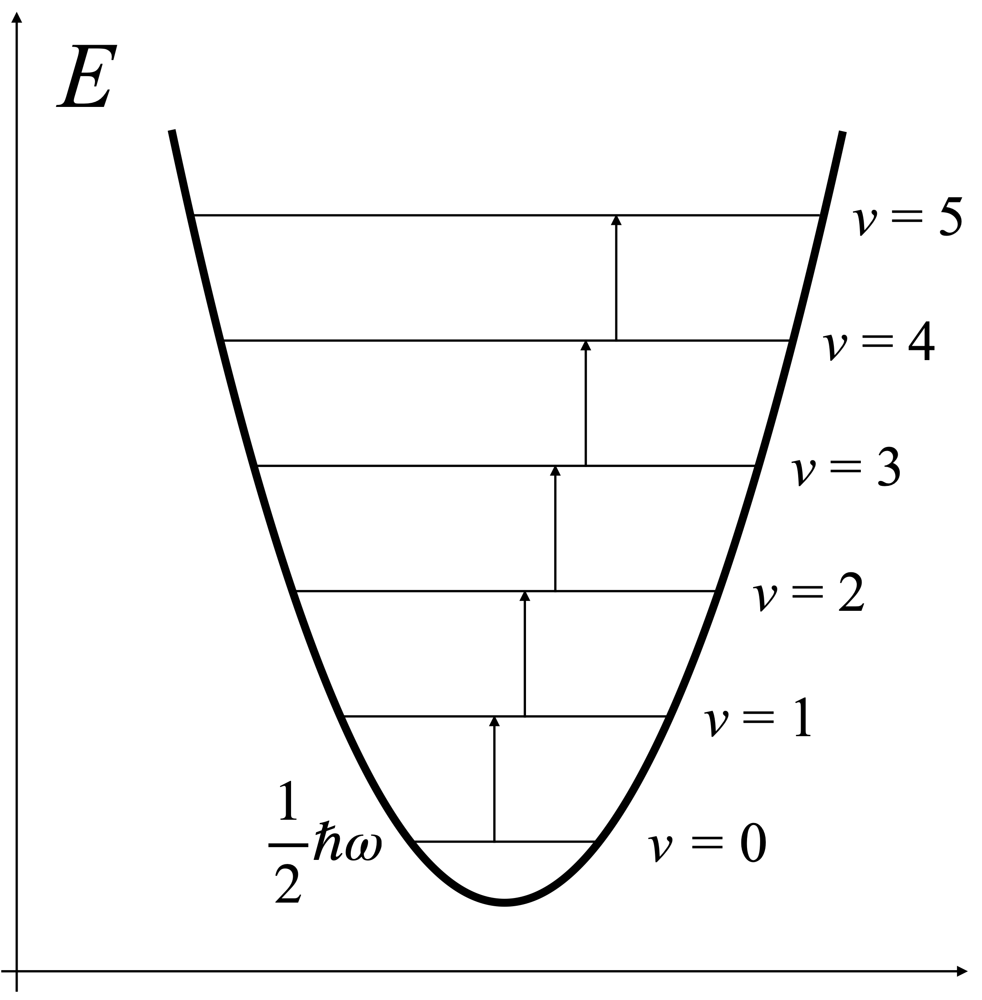 E
v = 5
v = 4
v = 3
v = 2
v = 1
1/2 ħω
v = 0